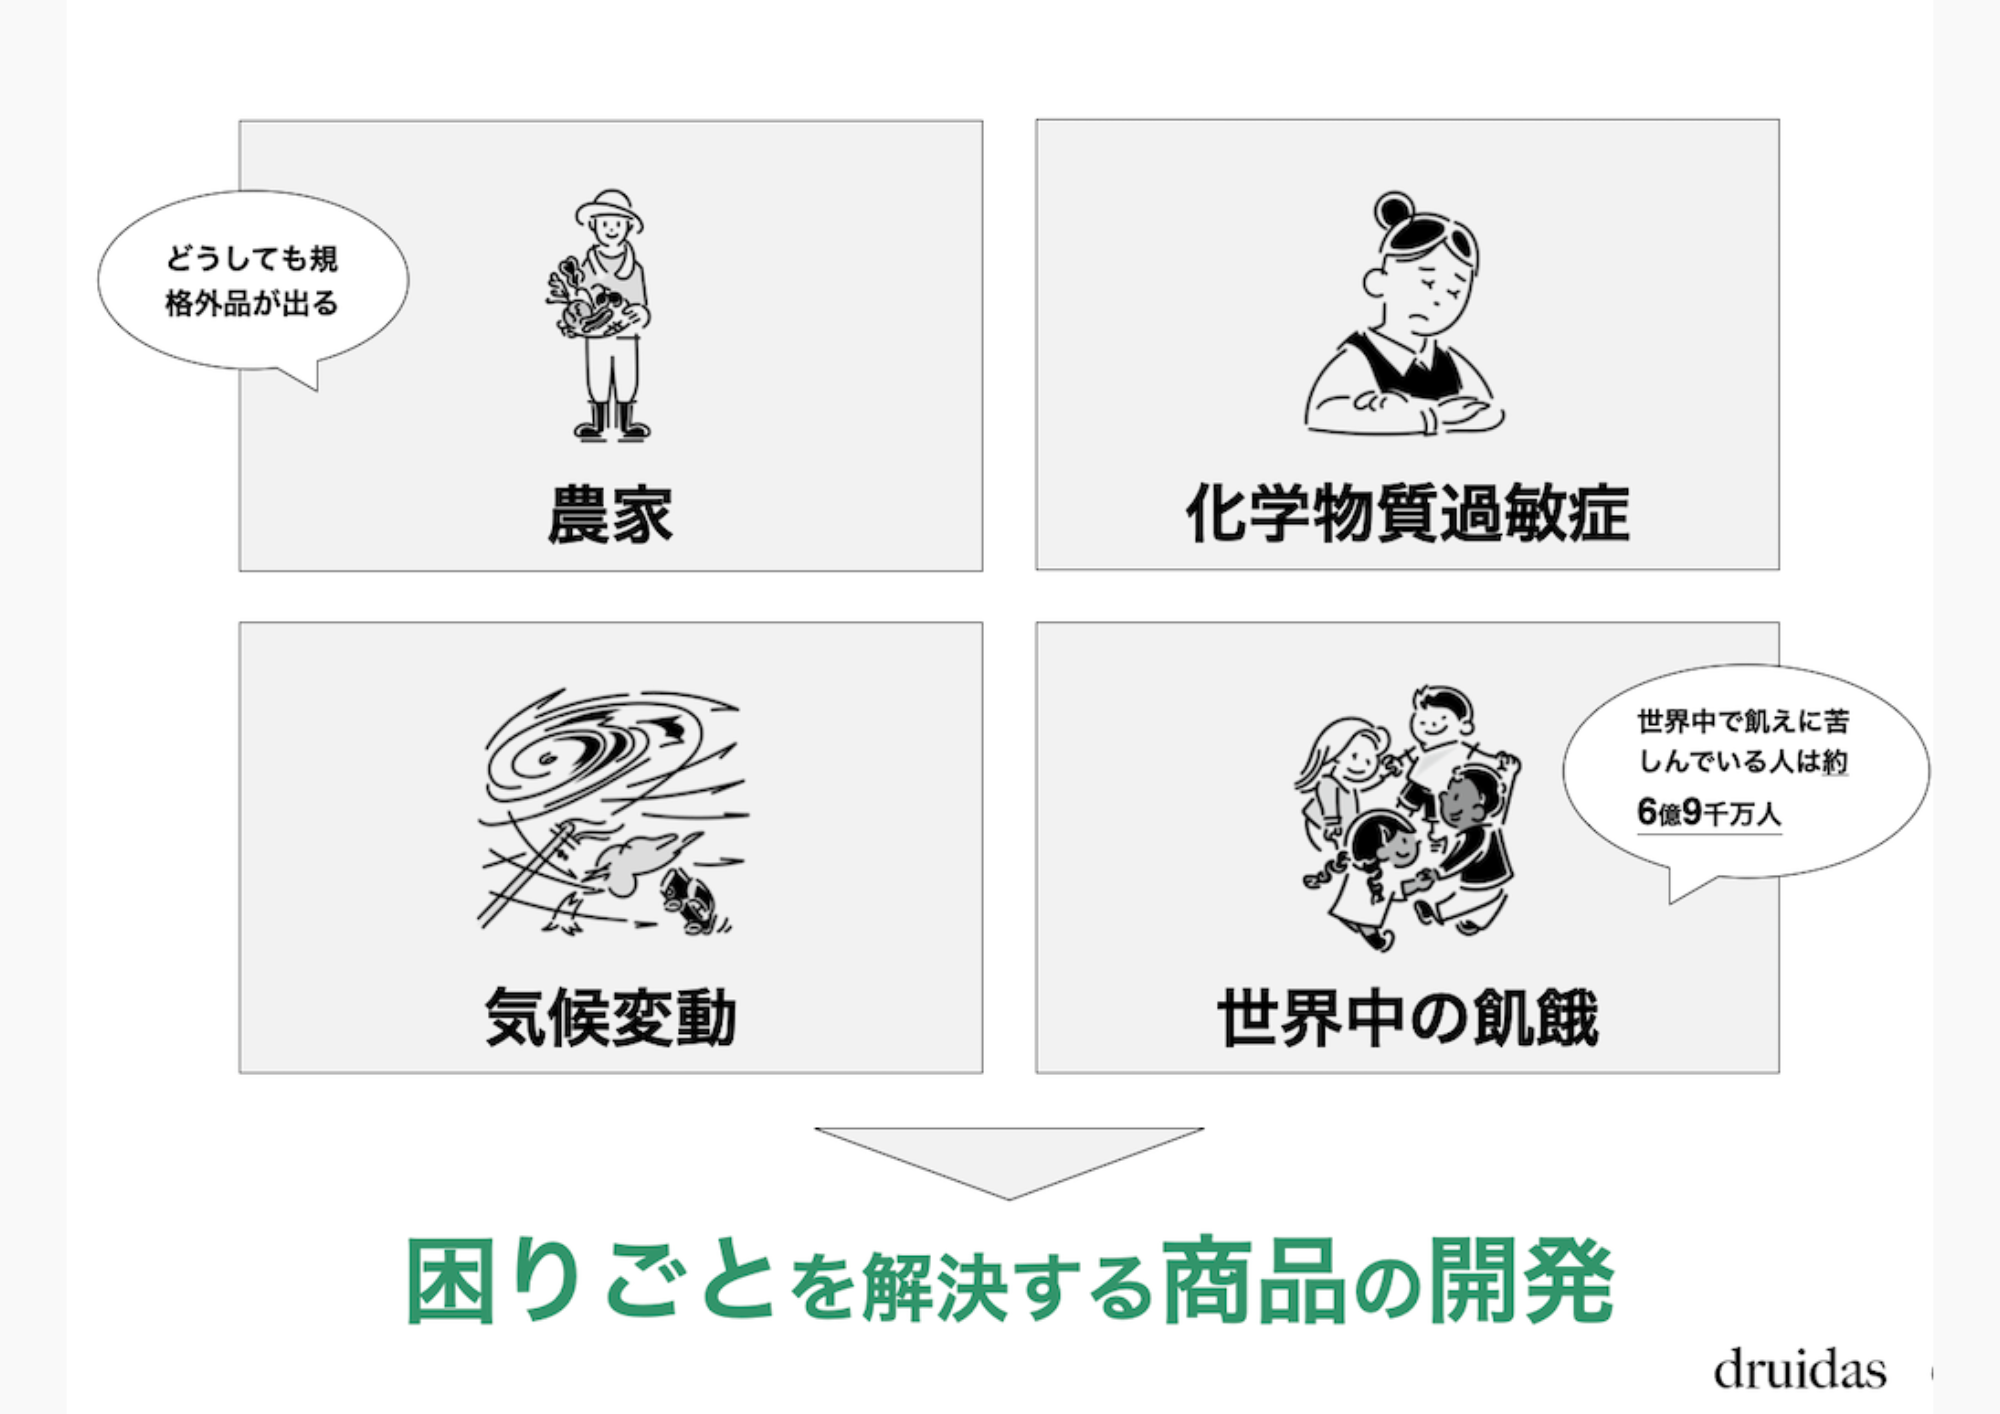 どうしても規
格外品が出る
農家
化学物質過敏症
気候変動
世界中で飢えに苦
しんでいる人は約
6億9千万人
世界中の飢餓
困りごとを解決する商品の開発
druidas